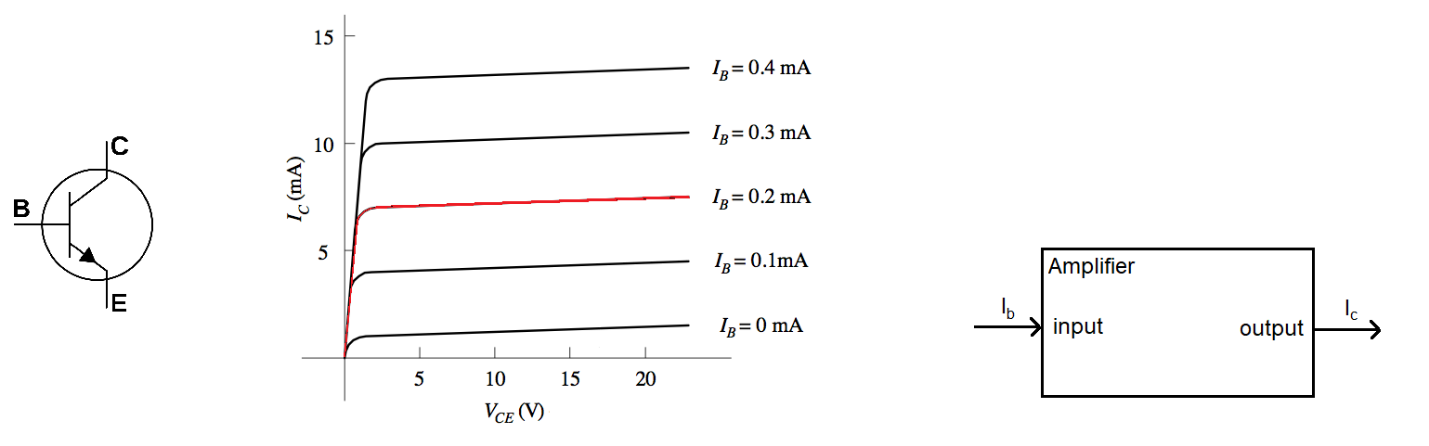 C
B
E
15
10
5
I_C (mA)
5
10
15
20
V_CE (V)
I_B = 0.4 mA
I_B = 0.3 mA
I_B = 0.2 mA
I_B = 0.1mA
I_B = 0 mA
Amplifier
I_b
input
output
I_c